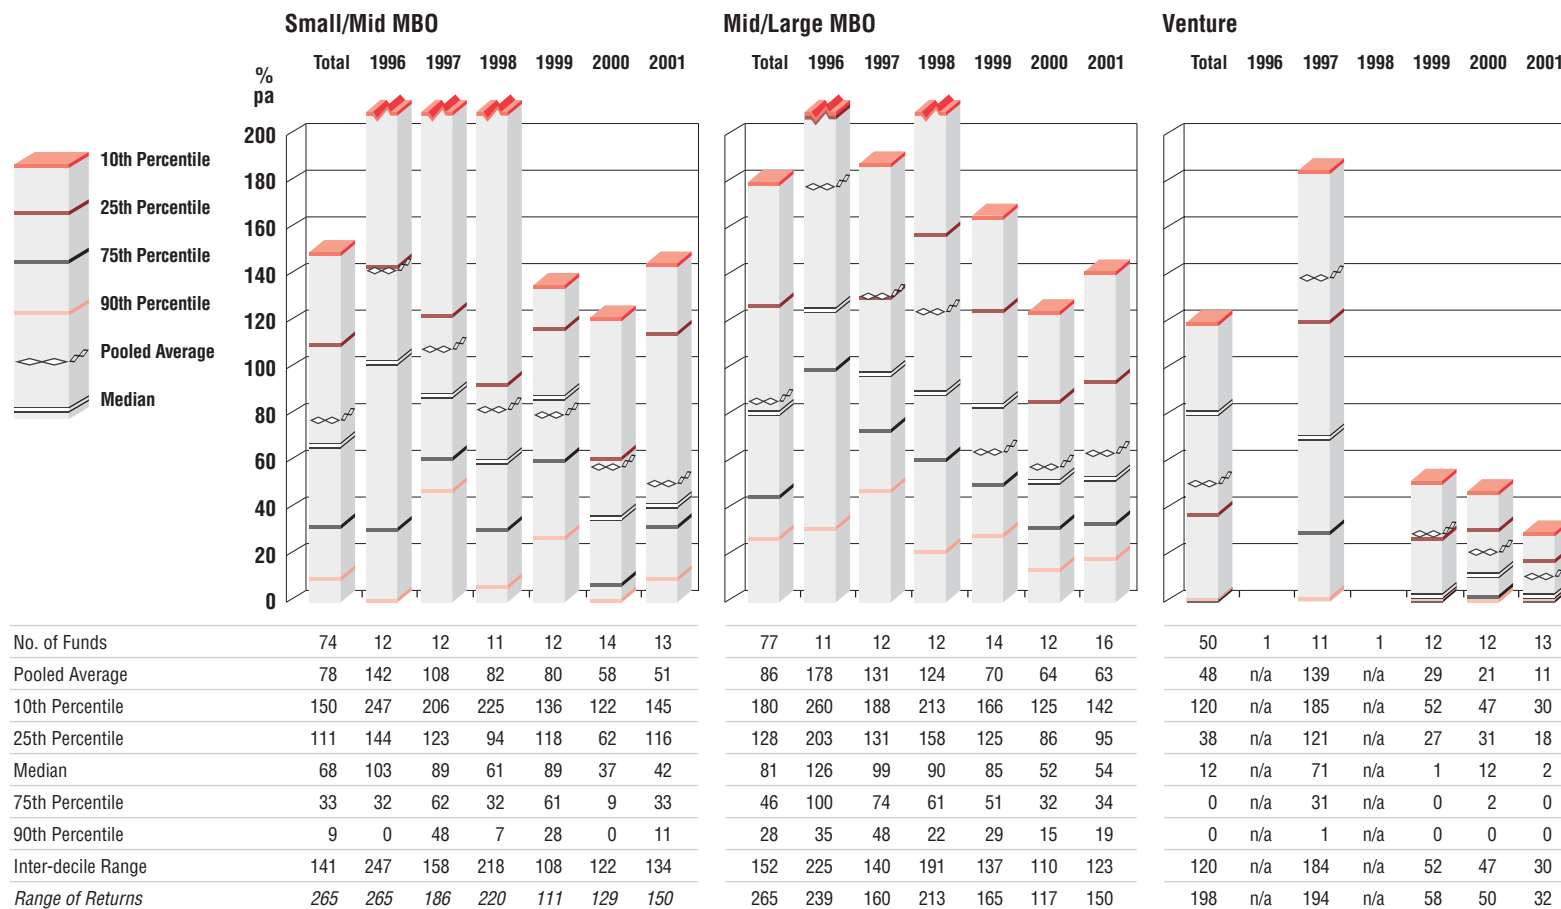 Small/Mid MBO
Mid/Large MBO
Venture
Total 1996 1997 1998 1999 2000 2001
Total 1996 1997 1998 1999 2000 2001
Total 1996 1997 1998 1999 2000 2001
%
pa
200
180
160
140
120
100
80
60
40
20
0
10th Percentile
25th Percentile
75th Percentile
90th Percentile
Pooled Average
Median
No. of Funds 74 12 12 11 12 14 13 77 11 12 12 14 12 16 50 1 11 1 12 12 13
Pooled Average 78 142 108 82 80 58 51 86 178 131 124 70 64 63 48 n/a 139 n/a 29 21 11
10th Percentile 150 247 206 225 136 122 145 180 260 188 213 166 125 142 120 n/a 185 n/a 52 47 30
25th Percentile 111 144 123 94 118 62 116 128 203 131 158 125 86 95 38 n/a 121 n/a 27 31 18
Median 68 103 89 61 89 37 42 81 126 99 90 85 52 54 12 n/a 71 n/a 1 12 2
75th Percentile 33 32 62 32 61 9 33 46 100 74 61 51 32 34 0 n/a 31 n/a 0 2 0
90th Percentile 9 0 48 7 28 0 11 28 35 48 22 29 15 19 0 n/a 1 n/a 0 0 0
Inter-decile Range 141 247 158 218 108 122 134 152 225 140 191 137 110 123 120 n/a 184 n/a 52 47 30
Range of Returns 265 265 186 220 111 129 150 265 239 160 213 165 117 150 198 n/a 194 n/a 58 50 32